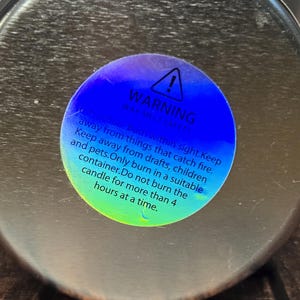 WARNING
within sight.Keep
away from things that catch fire.
Keep away from drafts, children
and pets.Only burn in a suitable
container.Do not burn the
candle for more than 4
hours at a time.